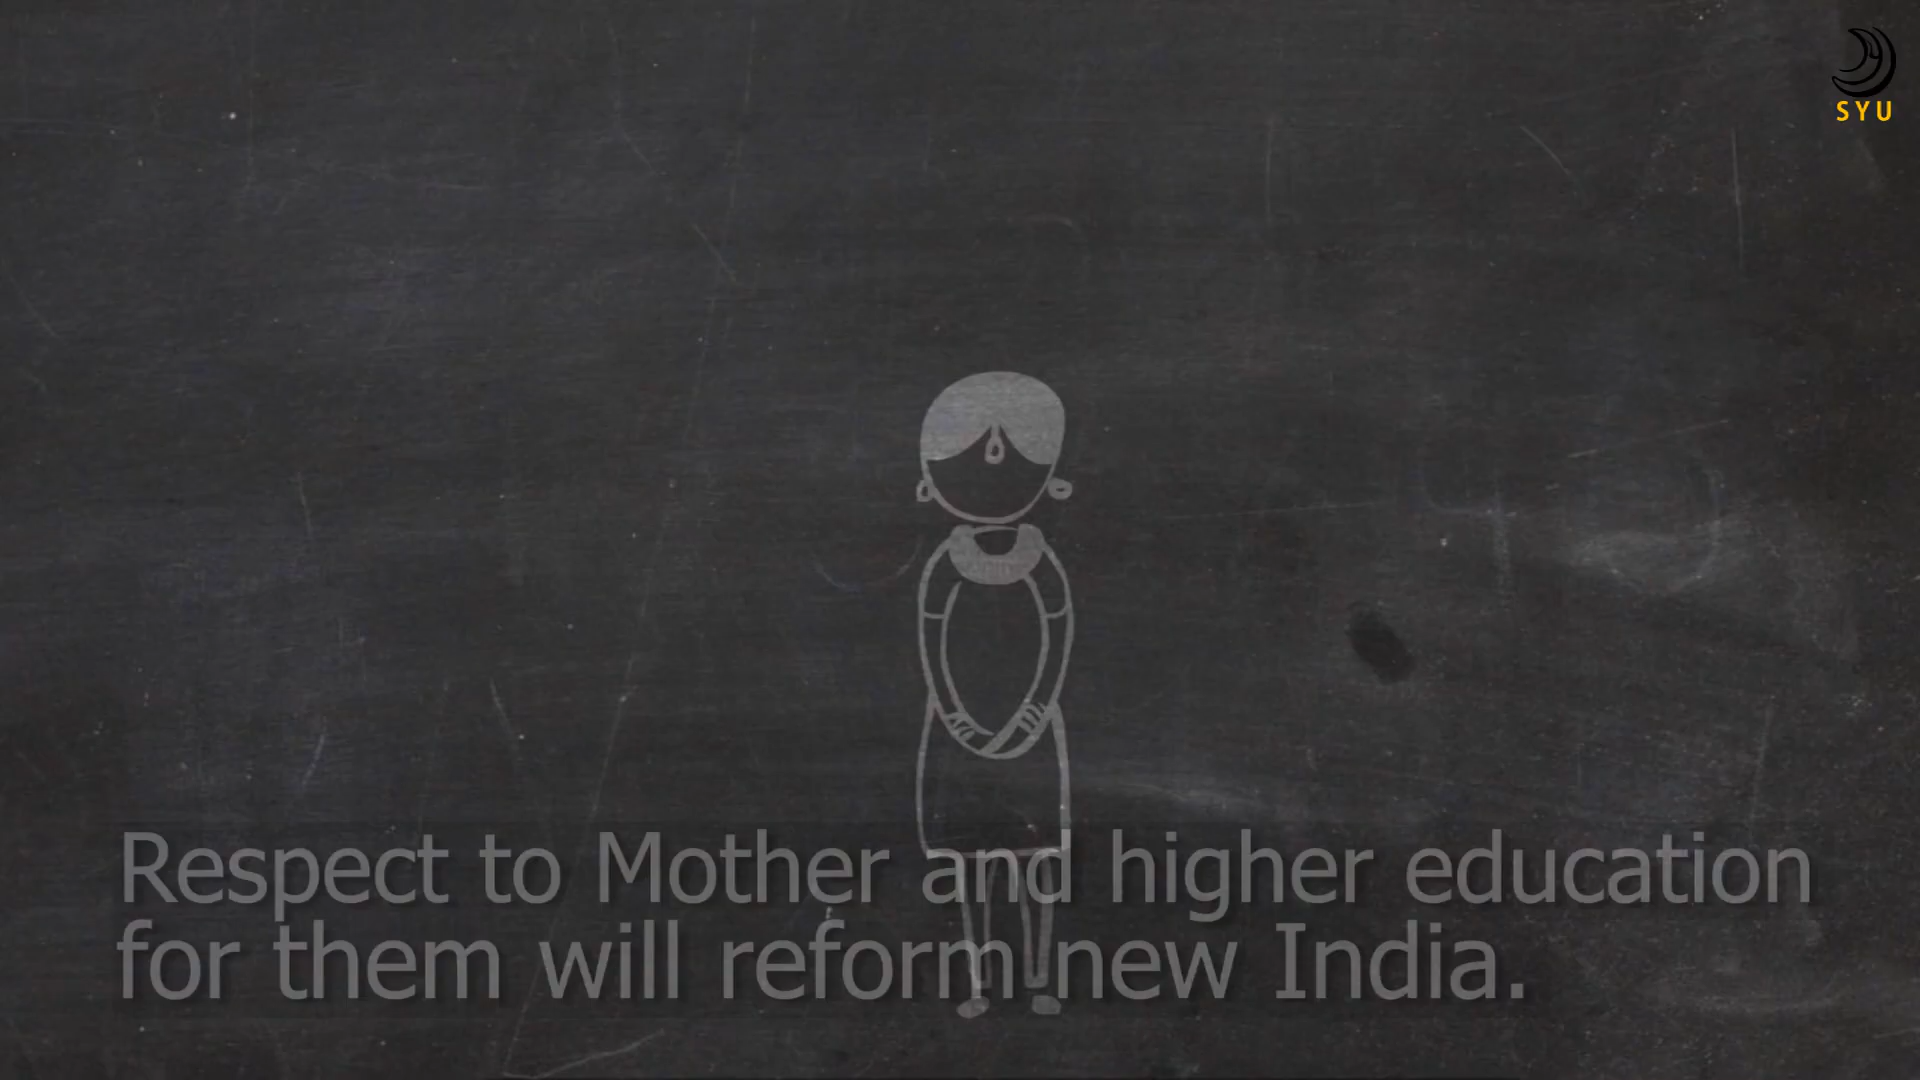 SYU
Respect to Mother and higher education
for them will reform new India.